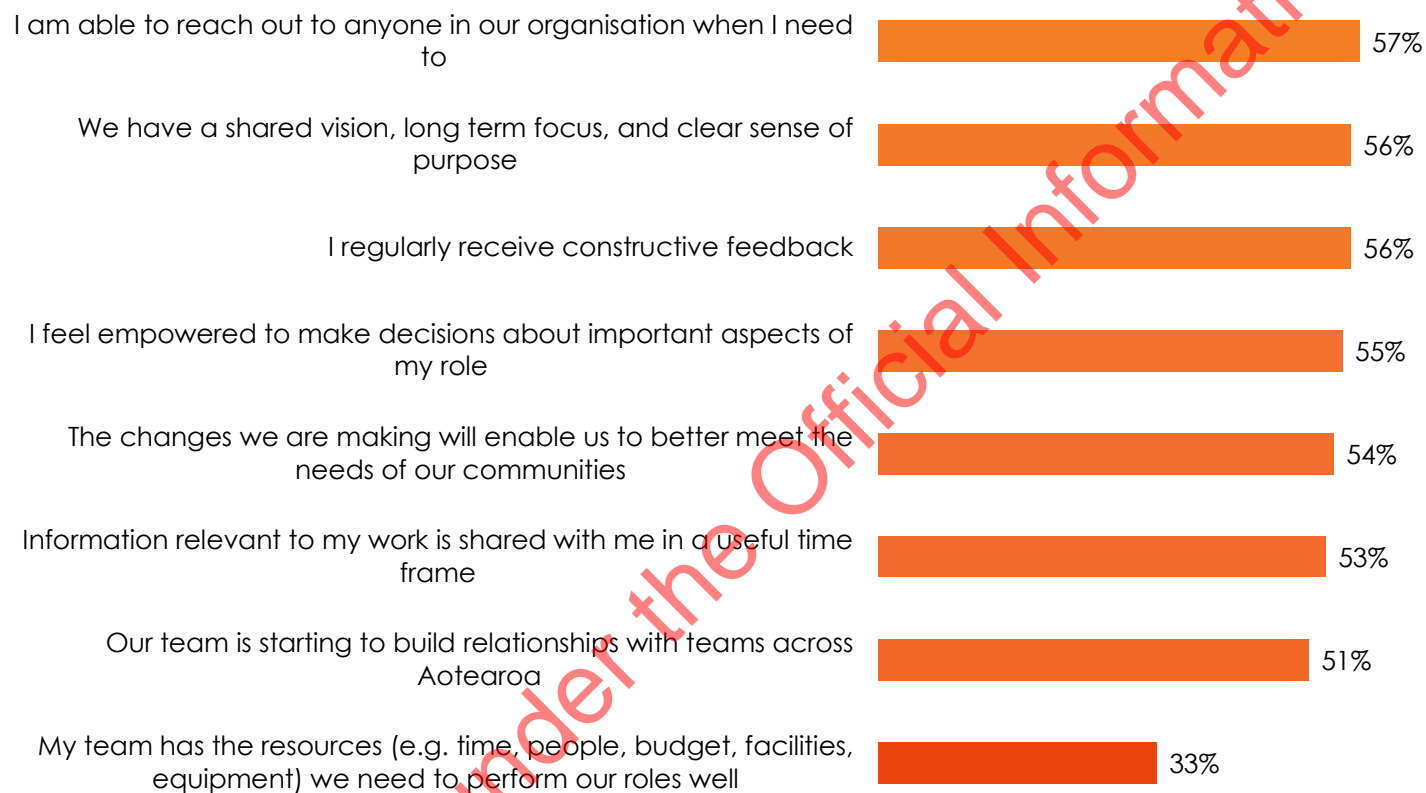 I am able to reach out to anyone in our organisation when I need
to
57%
We have a shared vision, long term focus, and clear sense of
purpose
56%
I regularly receive constructive feedback
56%
I feel empowered to make decisions about important aspects of
my role
55%
The changes we are making will enable us to better meet the
needs of our communities
54%
Information relevant to my work is shared with me in a useful time
frame
53%
Our team is starting to build relationships with teams across
Aotearoa
51%
My team has the resources (e.g. time, people, budget, facilities,
equipment) we need to perform our roles well
33%
the Official